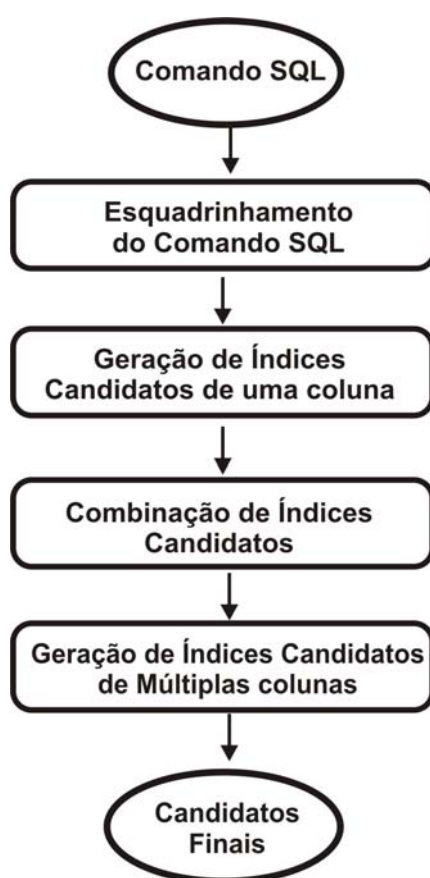 Comando SQL
Esquadrinhamento
do Comando SQL
Geração de Índices
Candidatos de uma coluna
Combinação de Índices
Candidatos
Geração de Índices Candidatos
de Múltiplas colunas
Candidatos
Finais